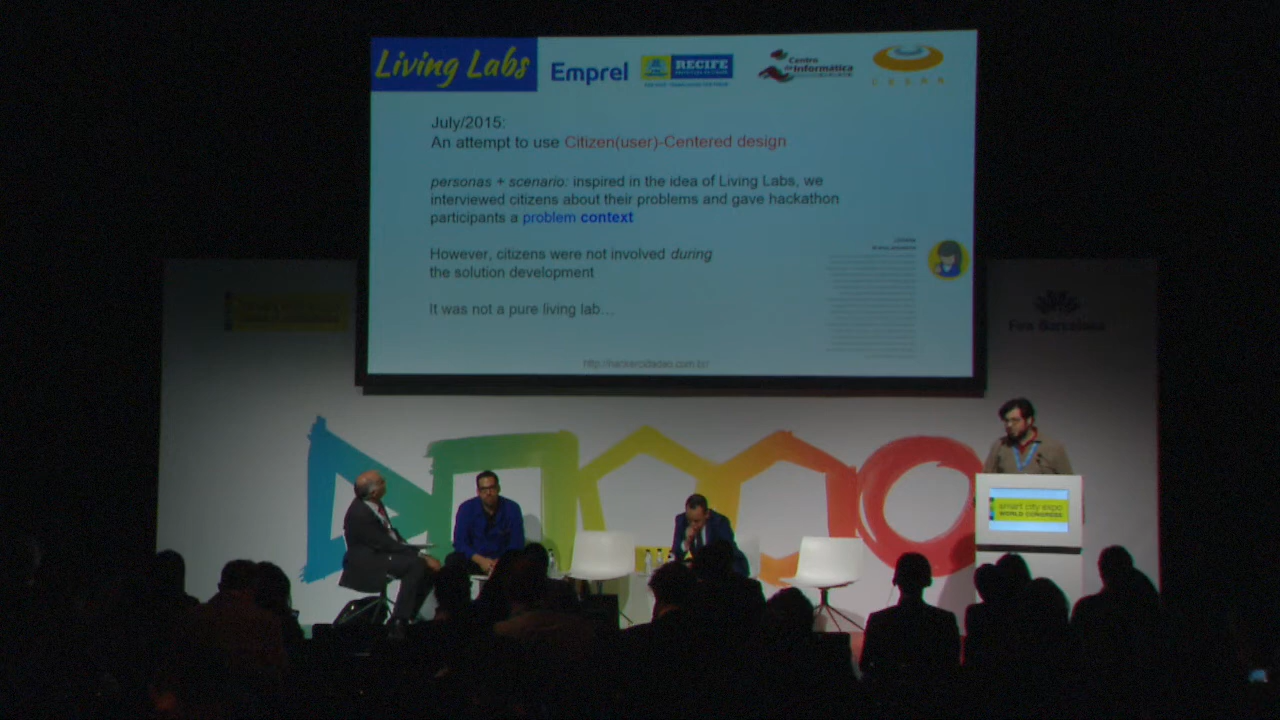 Living Labs
Emprel
RECIFE
Centro
de Informática
CESAR
July/2015:
An attempt to use Citizen(user)-Centered design
personas + scenario: inspired in the idea of Living Labs, we
interviewed citizens about their problems and gave hackathon
participants a problem context
However, citizens were not involved during
the solution development
It was not a pure living lab...
Fira Barcelona
smart city expo
WORLD CONGRESS